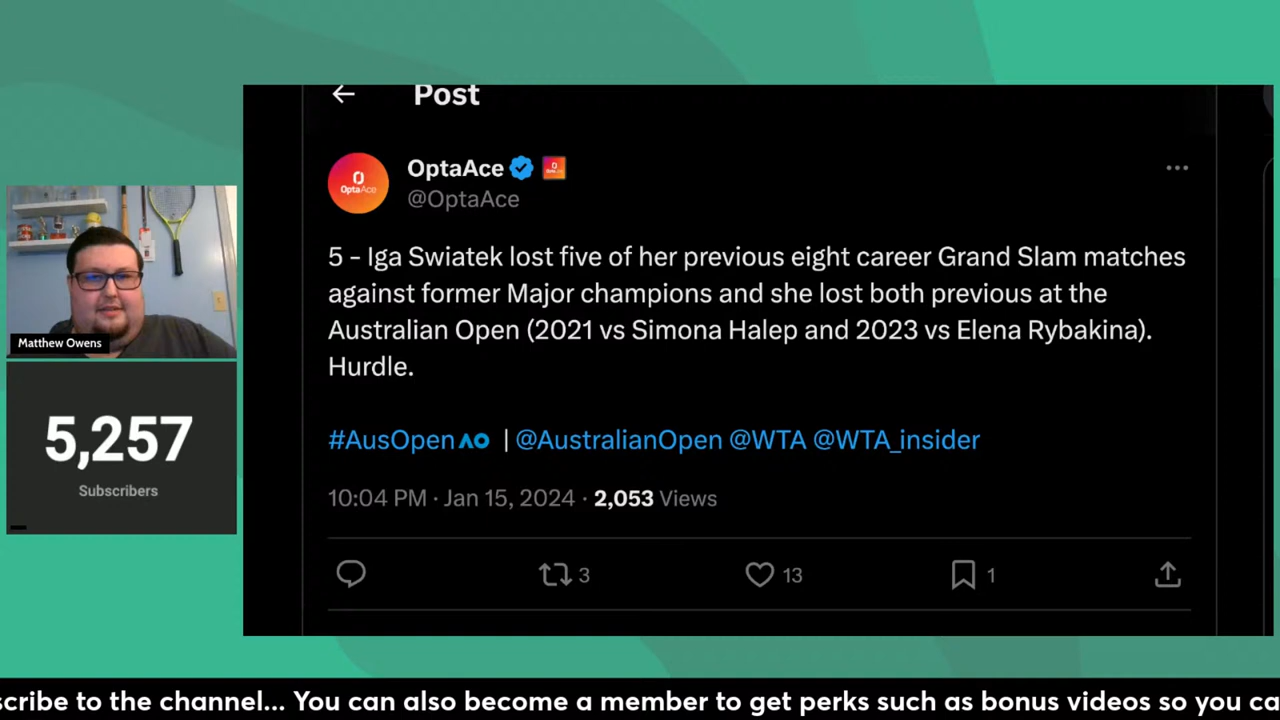 Post
OptaAce
@OptaAce
5 - Iga Swiatek lost five of her previous eight career Grand Slam matches
against former Major champions and she lost both previous at the
Australian Open (2021 vs Simona Halep and 2023 vs Elena Rybakina).
Hurdle.
#AusOpen AO | @AustralianOpen @WTA @WTA_insider
10:04 PM · Jan 15, 2024 · 2,053 Views
3
13
1
OptaAce
Matthew Owens
5,257
Subscribers
scribe to the channel... You can also become a member to get perks such as bonus videos so you ca